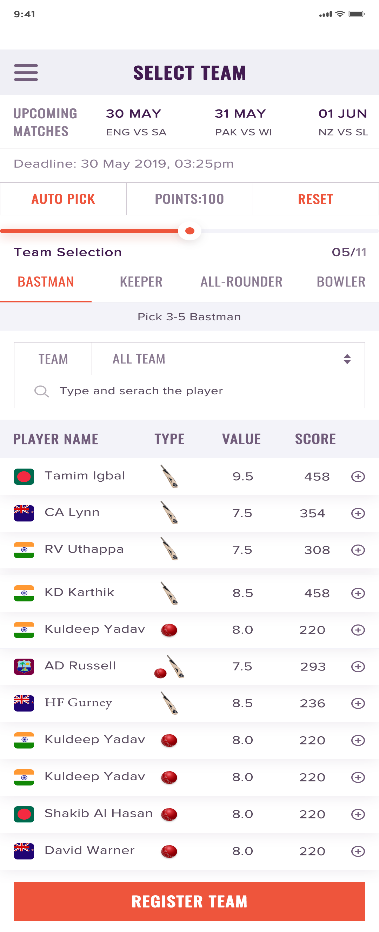 9:41
SELECT TEAM
UPCOMING MATCHES
30 MAY 31 MAY 01 JUN
ENG VS SA PAK VS WI NZ VS SL
Deadline: 30 May 2019, 03:25pm
AUTO PICK POINTS:100 RESET
Team Selection 05/11
BASTMAN KEEPER ALL-ROUNDER BOWLER
Pick 3-5 Bastman
TEAM ALL TEAM
Type and serach the player
PLAYER NAME TYPE VALUE SCORE
Tamim Iqbal 9.5 458
CA Lynn 7.5 354
RV Uthappa 7.5 308
KD Karthik 8.5 458
Kuldeep Yadav 8.0 220
AD Russell 7.5 293
HF Gurney 8.5 236
Kuldeep Yadav 8.0 220
Kuldeep Yadav 8.0 220
Shakib Al Hasan 8.0 220
David Warner 8.0 220
REGISTER TEAM